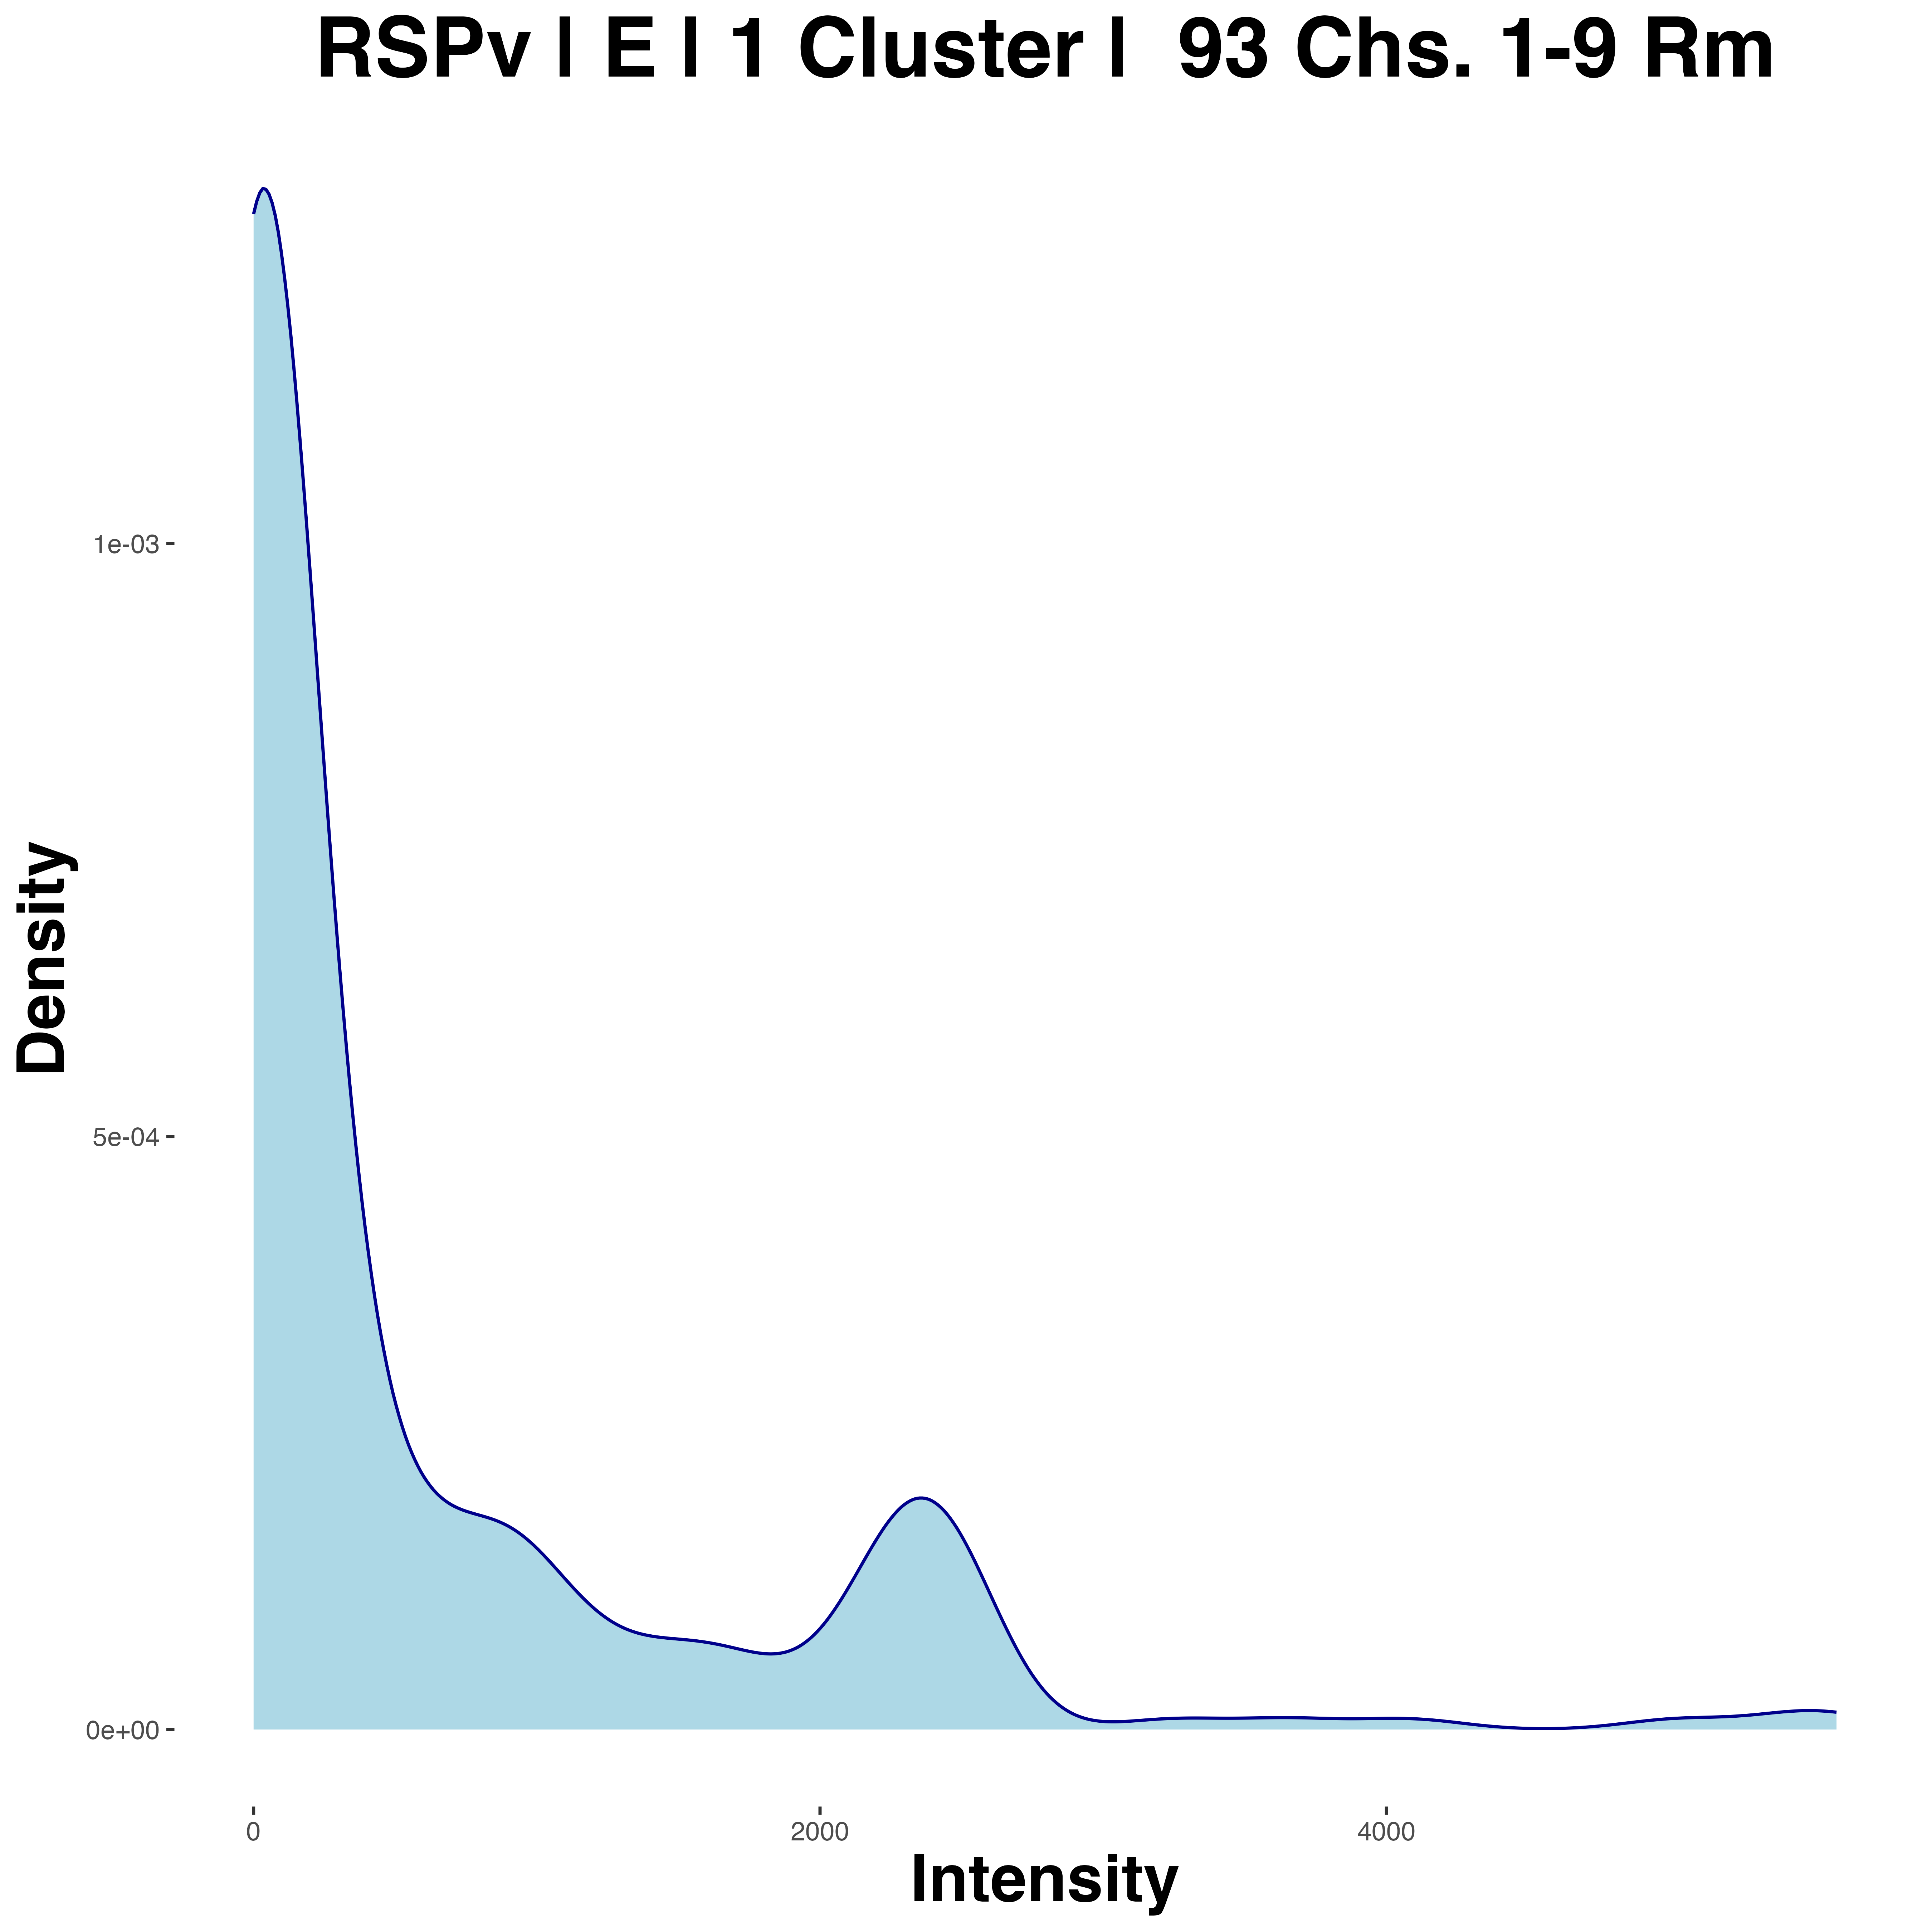 RSPv | E | 1 Cluster |  93 Chs. 1-9 Rm
Density
1e-03
5e-04
0e+00
0
2000
4000
Intensity